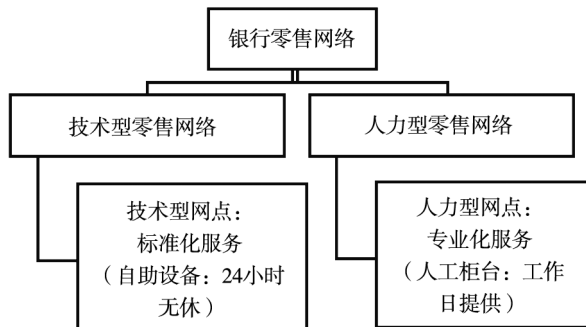 银行零售网络
技术型零售网络
人力型零售网络
技术型网点：
标准化服务
（自助设备：24小时
无休）
人力型网点：
专业化服务
（人工柜台：工作
日提供）